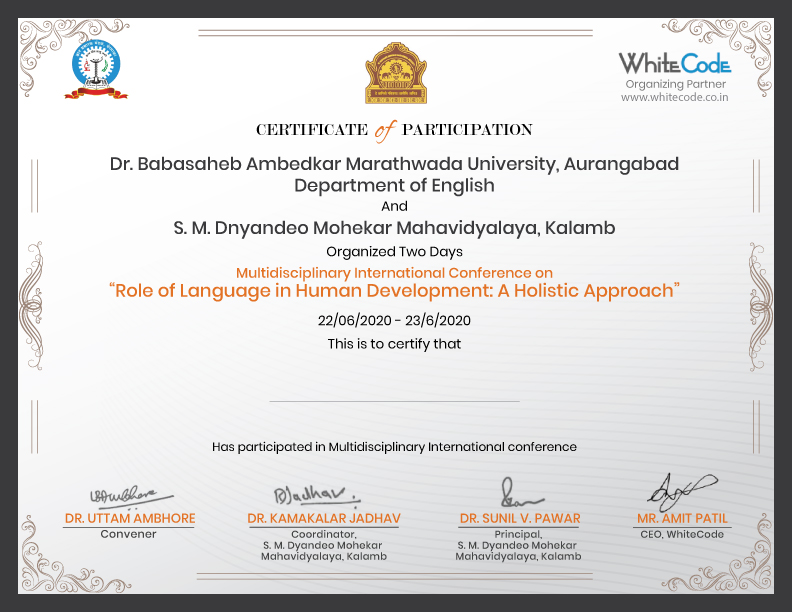 WhiteCode
Organizing Partner
www.whitecode.co.in
CERTIFICATE of PARTICIPATION
Dr. Babasaheb Ambedkar Marathwada University, Aurangabad
Department of English
And
S. M. Dnyandeo Mohekar Mahavidyalaya, Kalamb
Organized Two Days
Multidisciplinary International Conference on
“Role of Language in Human Development: A Holistic Approach”
22/06/2020 - 23/6/2020
This is to certify that
Has participated in Multidisciplinary International conference
DR. UTTAM AMBHORE
Convener
DR. KAMAKALAR JADHAV
Coordinator,
S. M. Dyandeo Mohekar
Mahavidyalaya, Kalamb
DR. SUNIL V. PAWAR
Principal,
S. M. Dyandeo Mohekar
Mahavidyalaya, Kalamb
MR. AMIT PATIL
CEO, WhiteCode